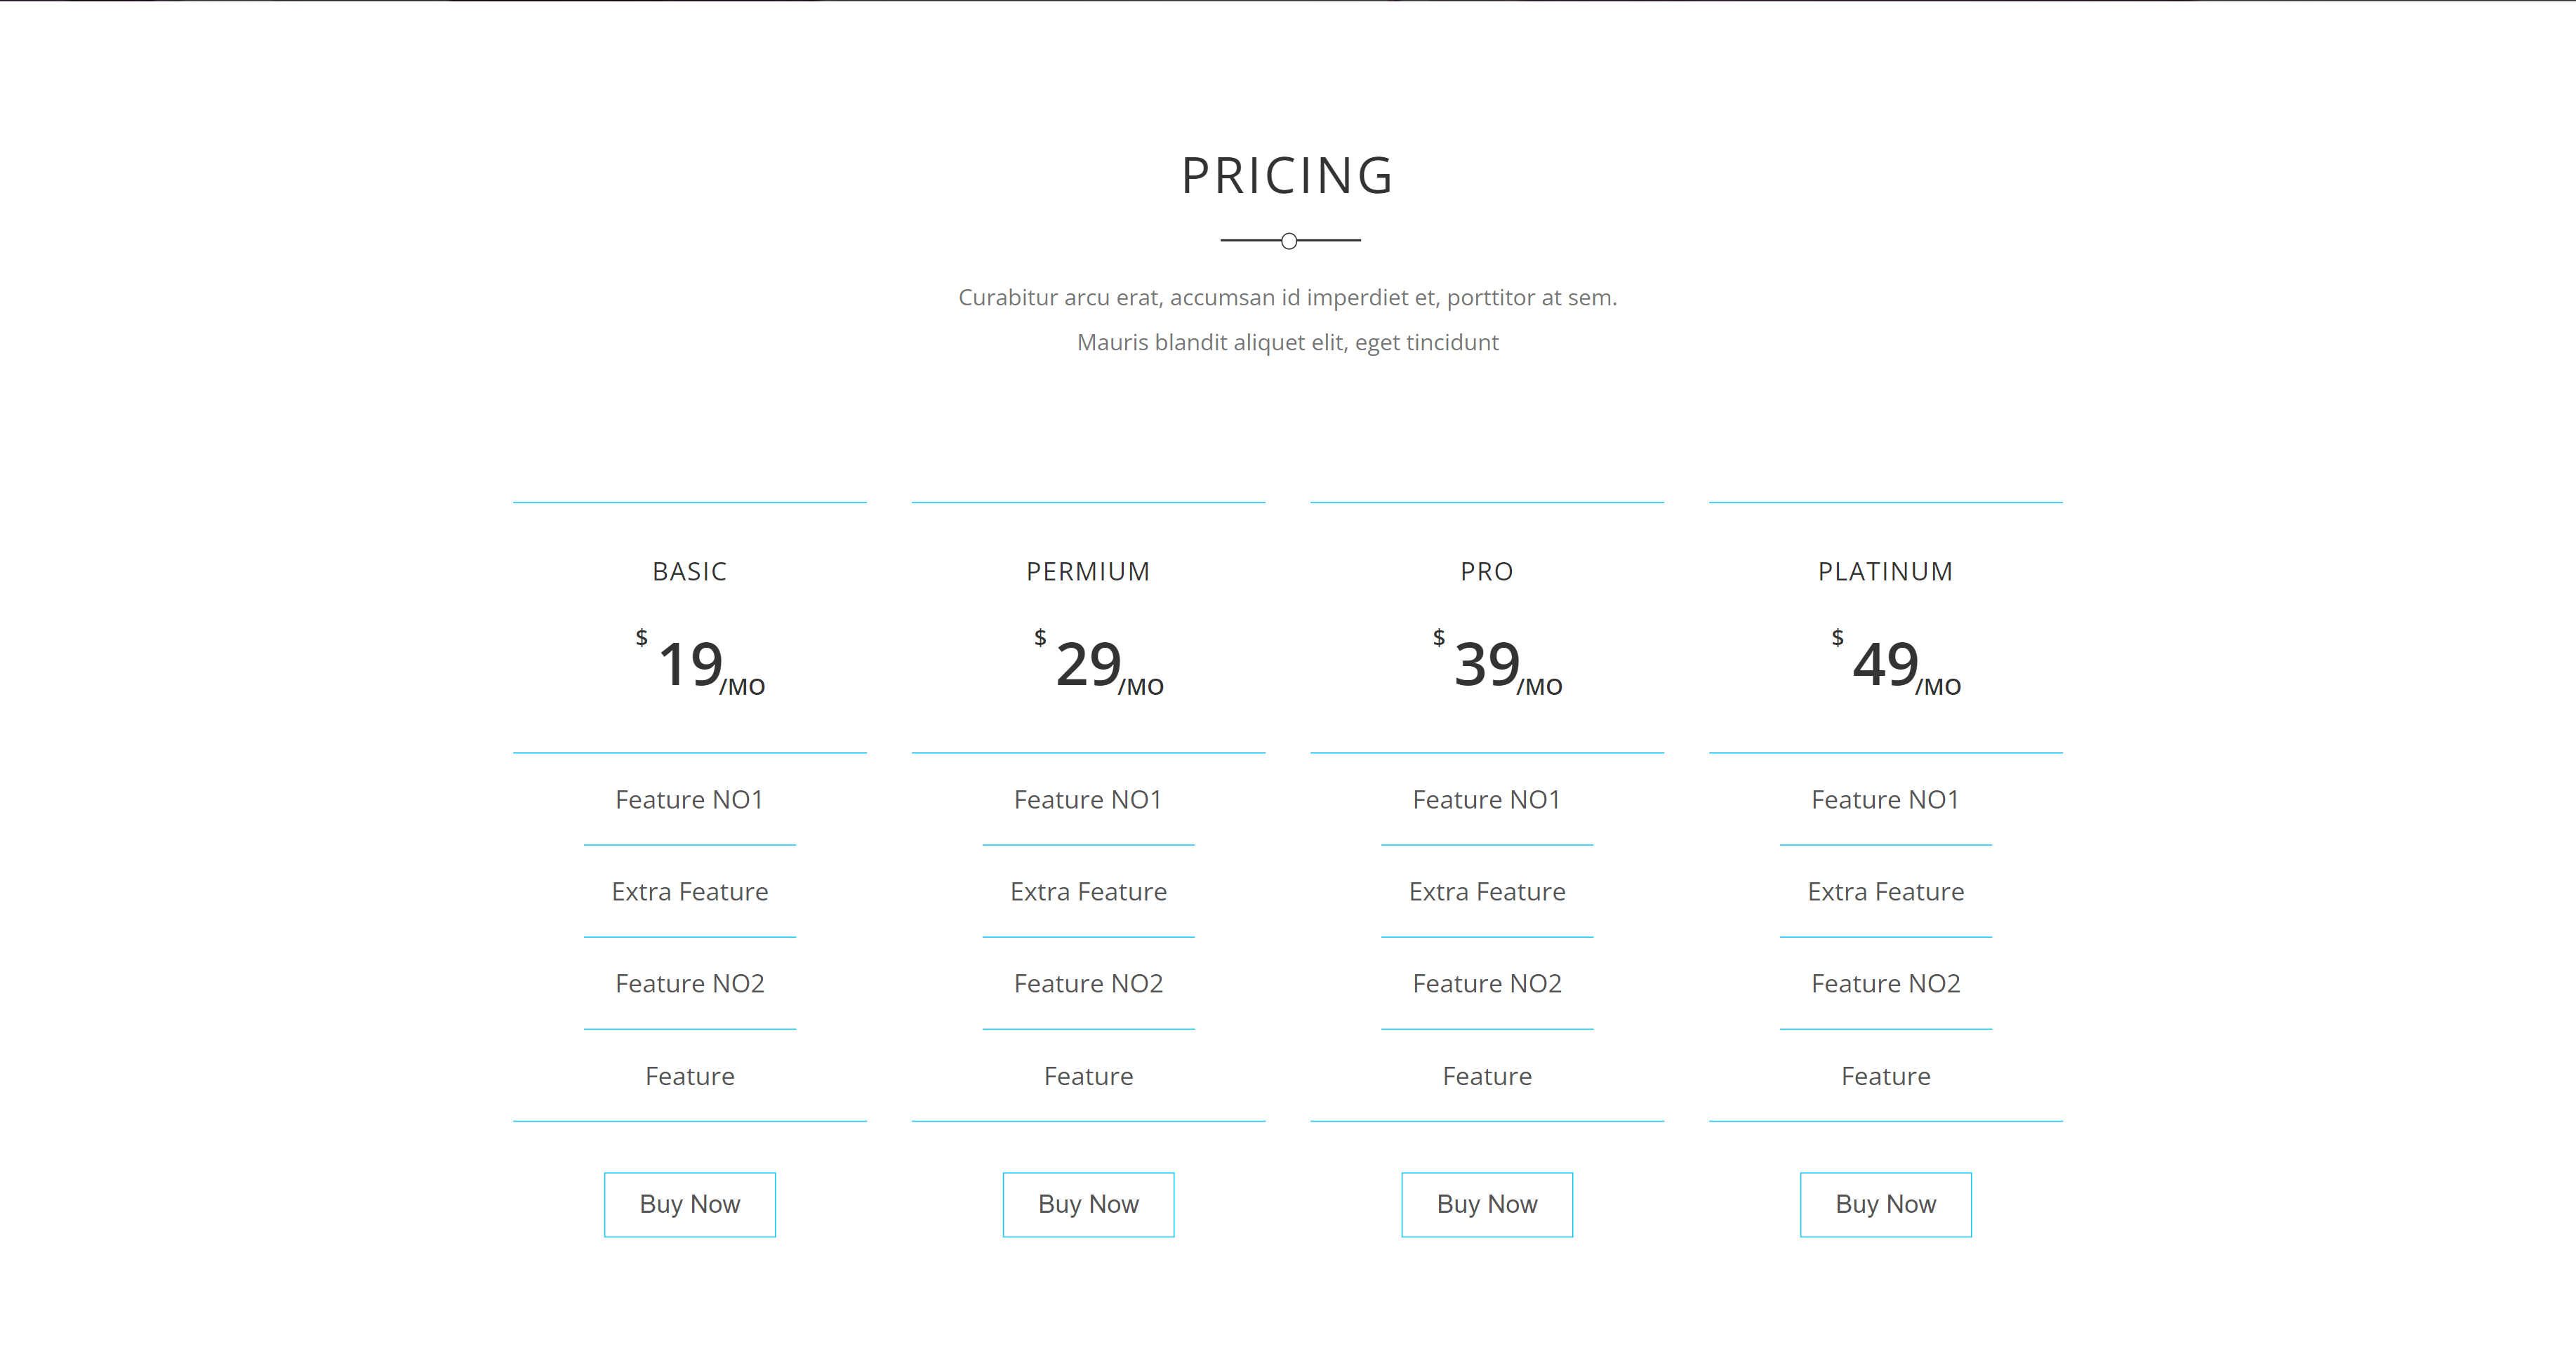 PRICING
Curabitur arcu erat, accumsan id imperdiet et, porttitor at sem.
Mauris blandit aliquet elit, eget tincidunt
BASIC
$ 19/MO
Feature NO1
Extra Feature
Feature NO2
Feature
Buy Now
PERMIUM
$ 29/MO
Feature NO1
Extra Feature
Feature NO2
Feature
Buy Now
PRO
$ 39/MO
Feature NO1
Extra Feature
Feature NO2
Feature
Buy Now
PLATINUM
$ 49/MO
Feature NO1
Extra Feature
Feature NO2
Feature
Buy Now